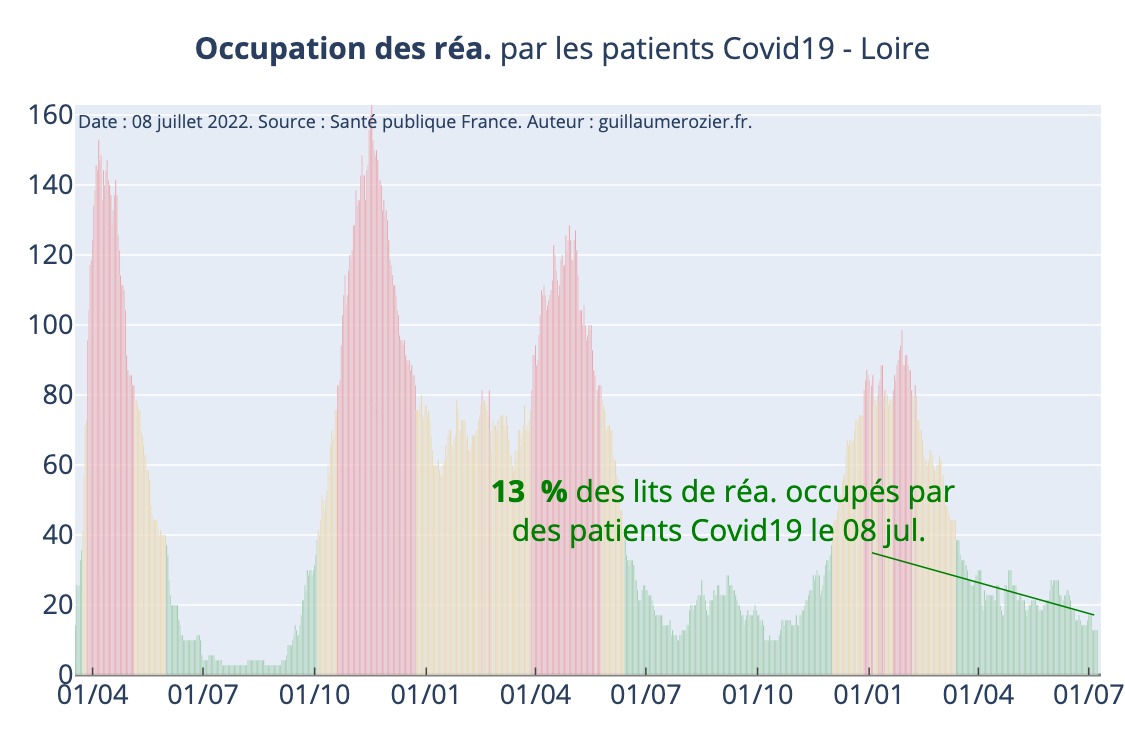 Occupation des réa. par les patients Covid19 - Loire
160
Date : 08 juillet 2022. Source : Santé publique France. Auteur : guillaumerozier.fr.
140
120
100
80
60
13 % des lits de réa. occupés par
des patients Covid19 le 08 jul.
40
20
0
01/04 01/07 01/10 01/01 01/04 01/07 01/10 01/01 01/04 01/07